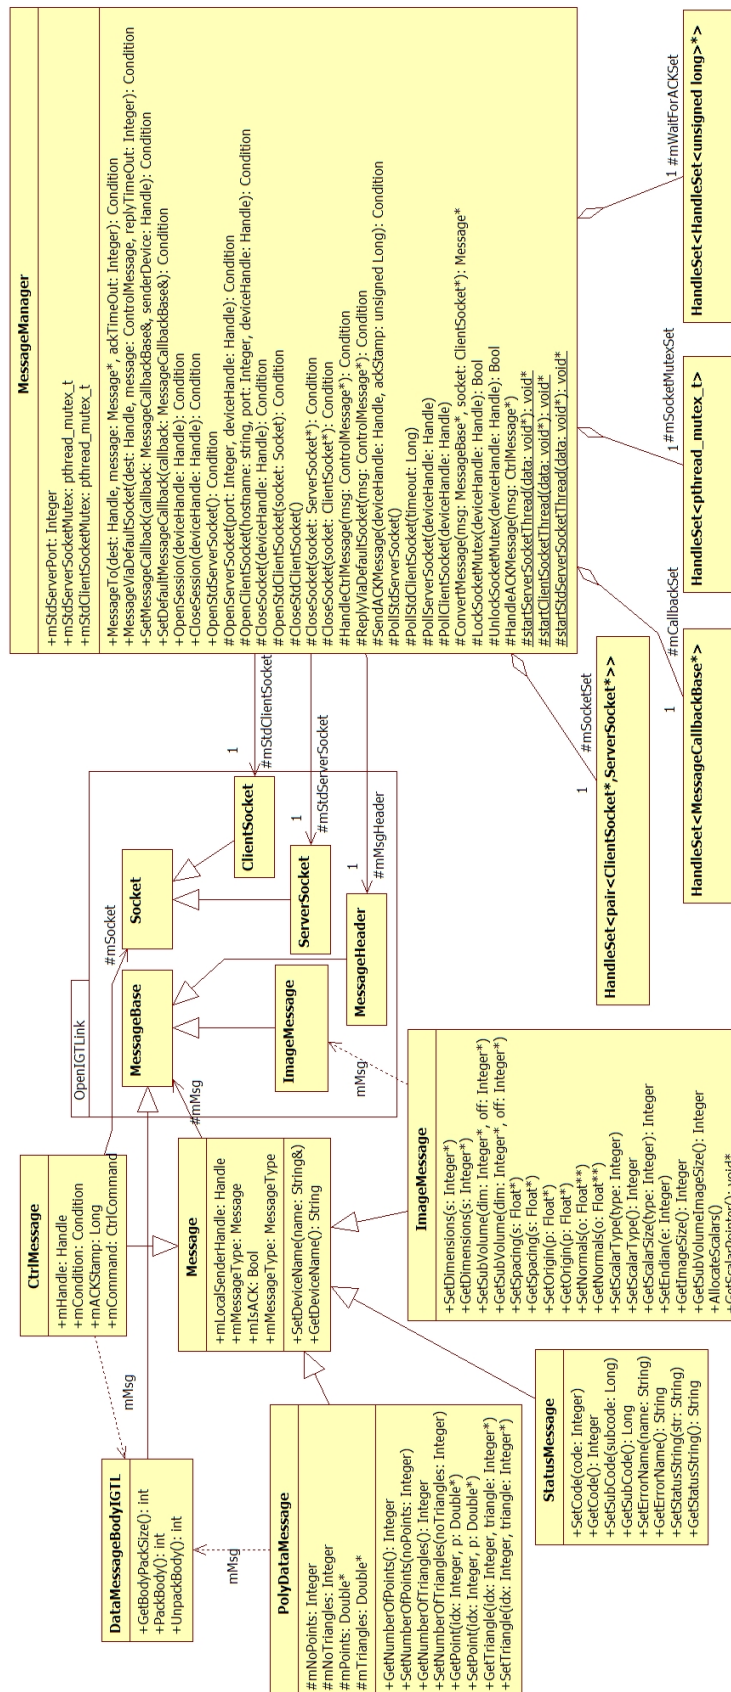 CtrlMessage
+mHandle: Handle
+mCondition: Condition
+mACKStamp: Long
+mCommand: CtrlCommand
DataMessageBodyIGTL
+GetBodyPackSize(): int
+PackBody(): int
+UnpackBody(): int
mMsg
mMsg
PolyDataMessage
#mNoPoints: Integer
#mNoTriangles: Integer
#mPoints: Double*
#mTriangles: Double*
+GetNumberOfPoints(): Integer
+SetNumberOfPoints(noPoints: Integer)
+GetNumberOfTriangles(): Integer
+SetNumberOfTriangles(noTriangles: Integer)
+GetPoint(idx: Integer, p: Double*)
+SetPoint(idx: Integer, p: Double*)
+GetTriangle(idx: Integer, triangle: Integer*)
+SetTriangle(idx: Integer, triangle: Integer*)
Message
+mLocalSenderHandle: Handle
+mMessageType: Message
+mIsACK: Bool
+mMessageType: MessageType
+SetDeviceName(name: String&)
+GetDeviceName(): String
StatusMessage
+SetCode(code: Integer)
+GetCode(): Integer
+SetSubCode(subcode: Long)
+GetSubCode(): Long
+SetErrorName(name: String)
+GetErrorName(): String
+SetStatusString(str: String)
+GetStatusString(): String
ImageMessage
+SetDimensions(s: Integer*)
+GetDimensions(s: Integer*)
+SetSubVolume(dim: Integer*, off: Integer*)
+GetSubVolume(dim: Integer*, off: Integer*)
+SetSpacing(s: Float*)
+GetSpacing(s: Float*)
+SetOrigin(p: Float*)
+GetOrigin(p: Float*)
+SetNormals(o: Float**)
+GetNormals(o: Float**)
+SetScalarType(type: Integer)
+SetScalarType(): Integer
+GetScalarSize(type: Integer): Integer
+SetEndian(e: Integer)
+GetImageSize(): Integer
+GetSubVolumeImageSize(): Integer
+AllocateScalars()
+GetScalarPointer(): void*
OpenIGTLink
#mSocket
#mMsg
mMsg
MessageBase
Socket
ImageMessage
MessageHeader
ServerSocket
ClientSocket
1
#mStdClientSocket
1
#mStdServerSocket
1
#mMsgHeader
MessageManager
+mStdServerPort: Integer
+mStdServerSocketMutex: pthread_mutex_t
+mStdClientSocketMutex: pthread_mutex_t
+MessageTo(dest: Handle, message: Message*, ackTimeOut: Integer): Condition
+MessageViaDefaultSocket(dest: Handle, message: ControlMessage, replyTimeOut: Integer): Condition
+SetMessageCallback(callback: MessageCallbackBase&, senderDevice: Handle): Condition
+SetDefaultMessageCallback(callback: MessageCallbackBase&): Condition
+OpenSession(deviceHandle: Handle): Condition
+CloseSession(deviceHandle: Handle): Condition
+OpenStdServerSocket(): Condition
#OpenServerSocket(port: Integer, deviceHandle: Handle): Condition
#OpenClientSocket(hostname: string, port: Integer, deviceHandle: Handle): Condition
#CloseSocket(deviceHandle: Handle): Condition
#OpenStdClientSocket(socket: Socket): Condition
#CloseStdClientSocket()
#CloseSocket(socket: ServerSocket*): Condition
#CloseSocket(socket: ClientSocket*): Condition
#HandleCtrlMessage(msg: ControlMessage*): Condition
#ReplyViaDefaultSocket(msg: ControlMessage*): Condition
#SendACKMessage(deviceHandle: Handle, ackStamp: unsigned Long): Condition
#PollStdServerSocket()
#PollStdClientSocket(timeout: Long)
#PollServerSocket(deviceHandle: Handle)
#PollClientSocket(deviceHandle: Handle)
#ConvertMessage(msg: MessageBase*, socket: ClientSocket*): Message*
#LockSocketMutex(deviceHandle: Handle): Bool
#UnlockSocketMutex(deviceHandle: Handle): Bool
#HandleACKMessage(msg: CtrlMessage*)
#startServerSocketThread(data: void*): void*
#startClientSocketThread(data: void*): void*
#startStdServerSocketThread(data: void*): void*
1
#mSocketSet
HandleSet<pair<ClientSocket*,ServerSocket*>>
1
#mCallbackSet
HandleSet<MessageCallbackBase*>
1
#mSocketMutexSet
HandleSet<pthread_mutex_t>
1 #mWaitForACKSet
HandleSet<HandleSet<unsigned long>*>